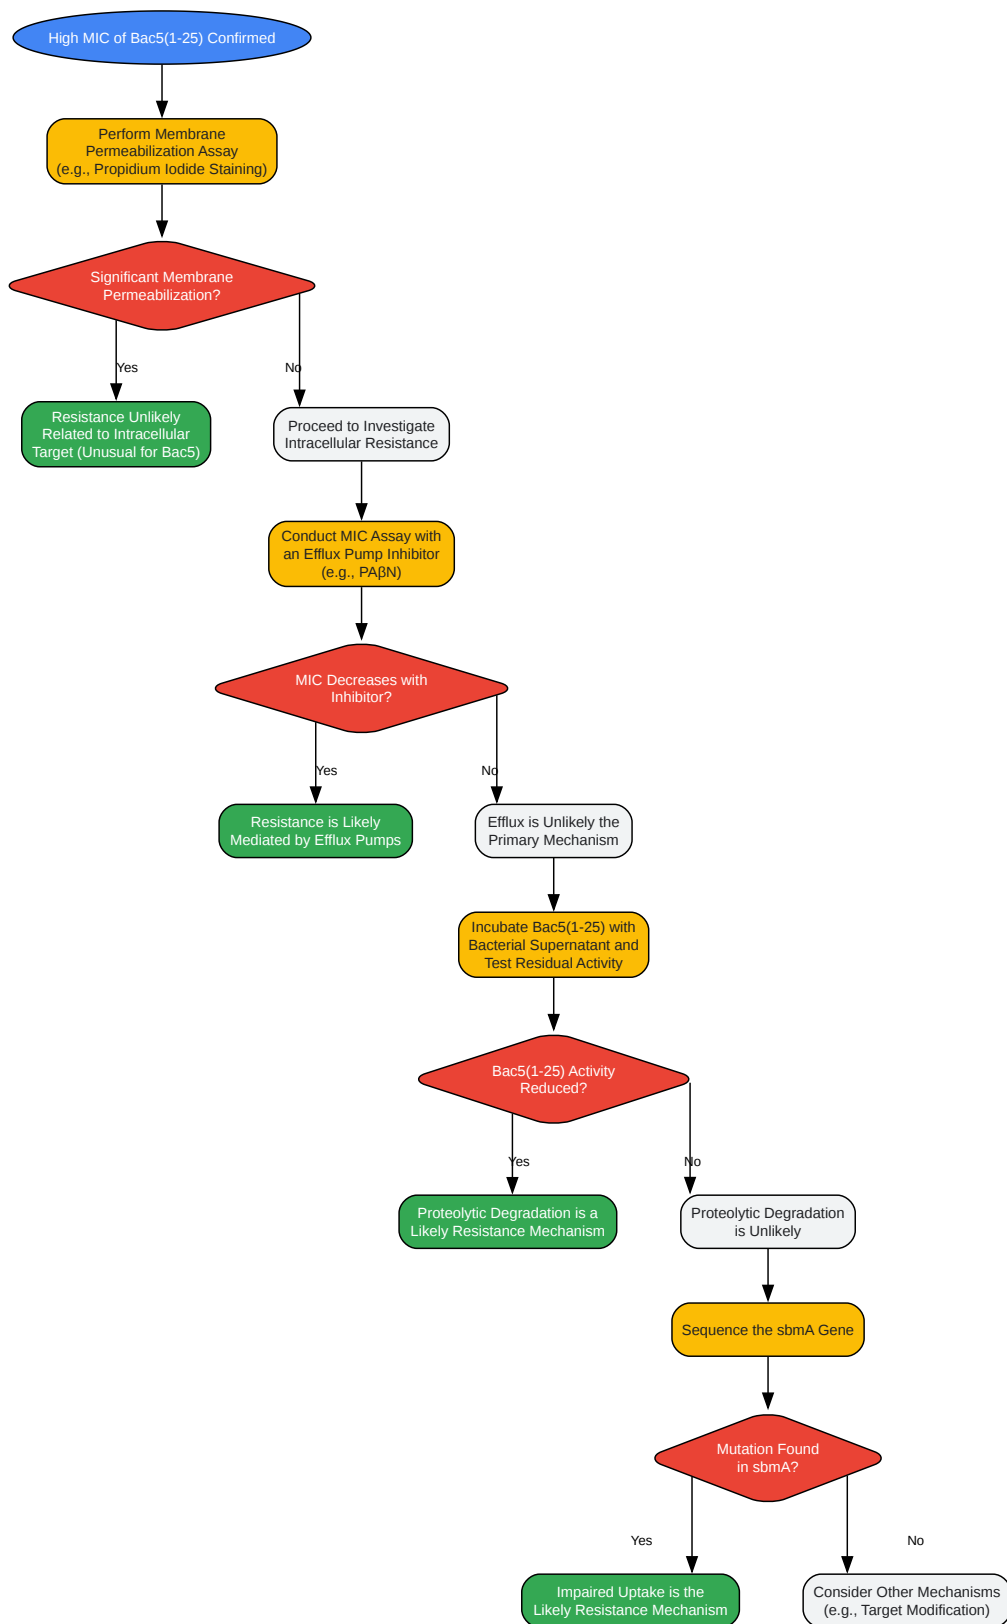 High MIC of Bac5(1-25) Confirmed
Perform Membrane
Permeabilization Assay
(e.g., Propidium Iodide Staining)
Significant Membrane
Permeabilization?
Yes
No
Resistance Unlikely
Related to Intracellular
Target (Unusual for Bac5)
Proceed to Investigate
Intracellular Resistance
Conduct MIC Assay with
an Efflux Pump Inhibitor
(e.g., PAβN)
MIC Decreases with
Inhibitor?
Yes
No
Resistance is Likely
Mediated by Efflux Pumps
Efflux is Unlikely the
Primary Mechanism
Incubate Bac5(1-25) with
Bacterial Supernatant and
Test Residual Activity
Bac5(1-25) Activity
Reduced?
Yes
No
Proteolytic Degradation is a
Likely Resistance Mechanism
Proteolytic Degradation
is Unlikely
Sequence the sbmA Gene
Mutation Found
in sbmA?
Yes
No
Impaired Uptake is the
Likely Resistance Mechanism
Consider Other Mechanisms
(e.g., Target Modification)